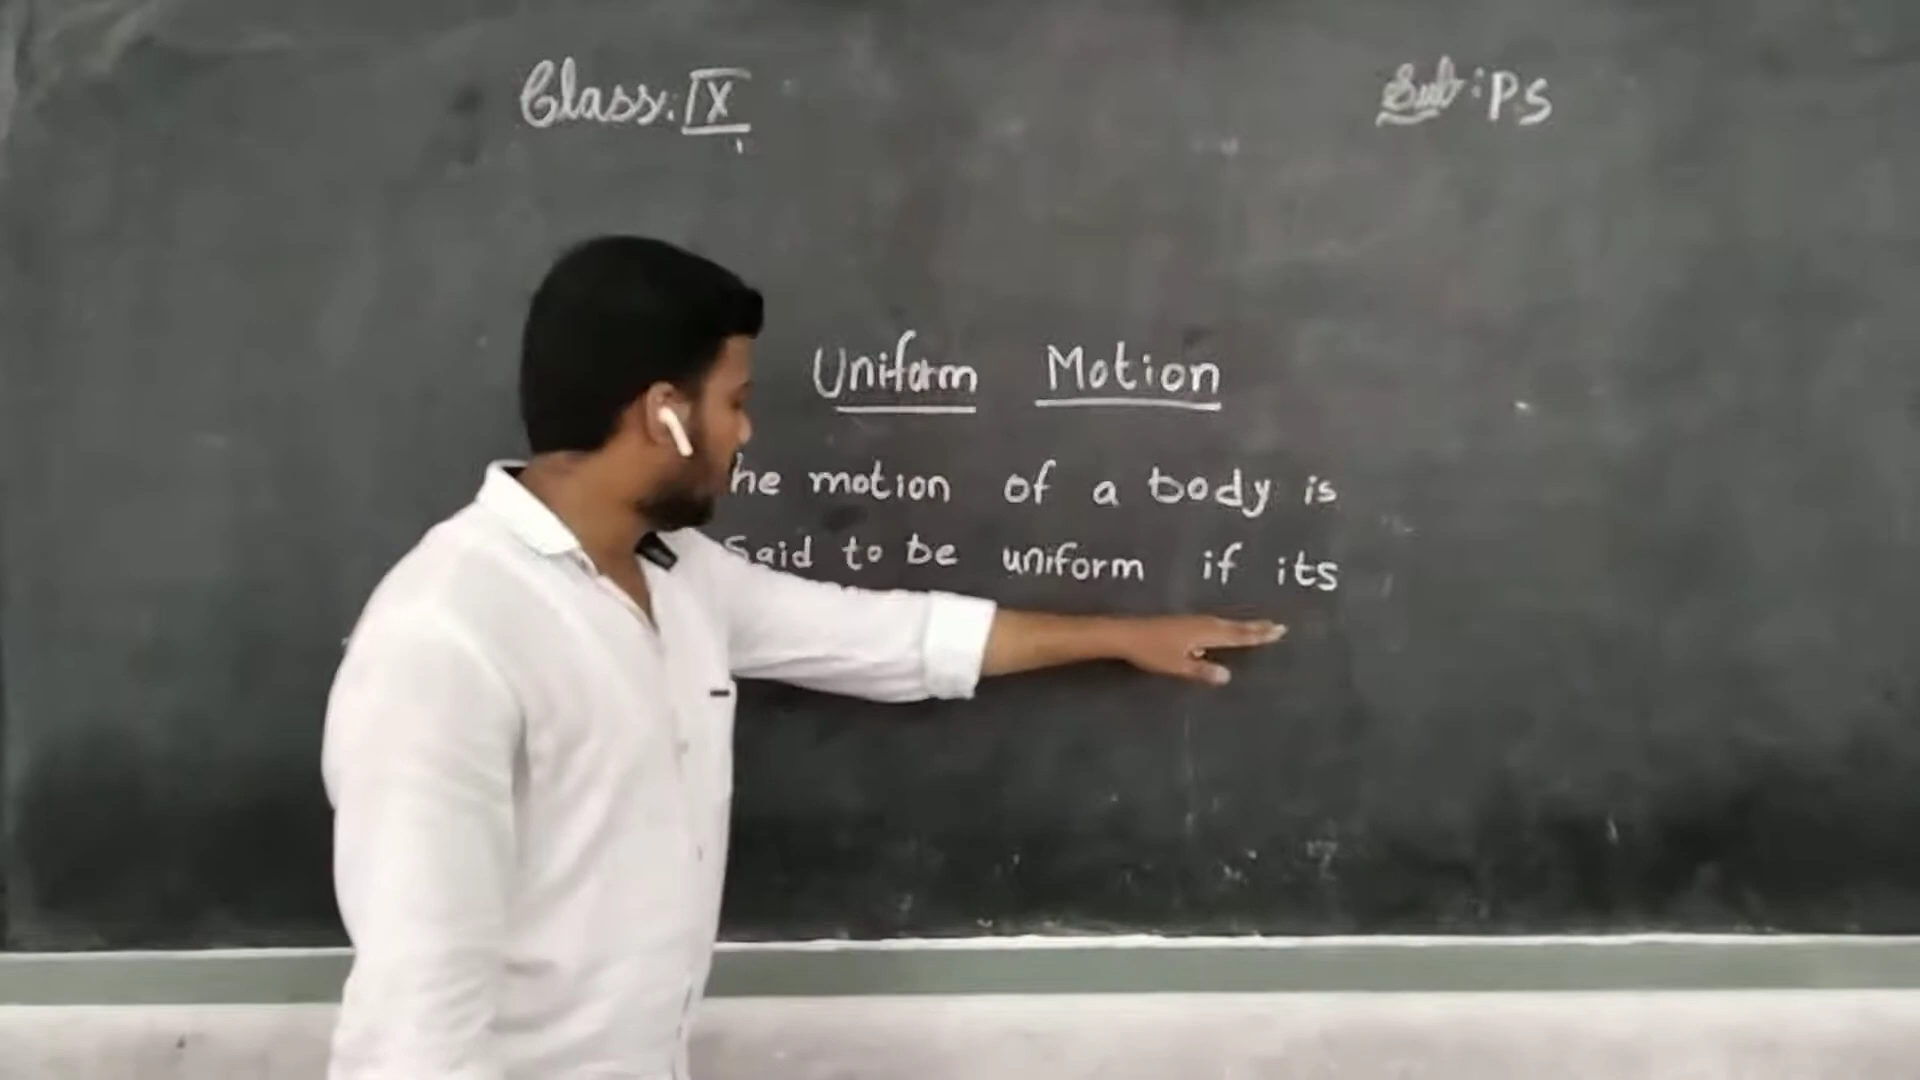 Class: IX
Sub: PS
Uniform Motion
he motion of a body is
Said to be uniform if its